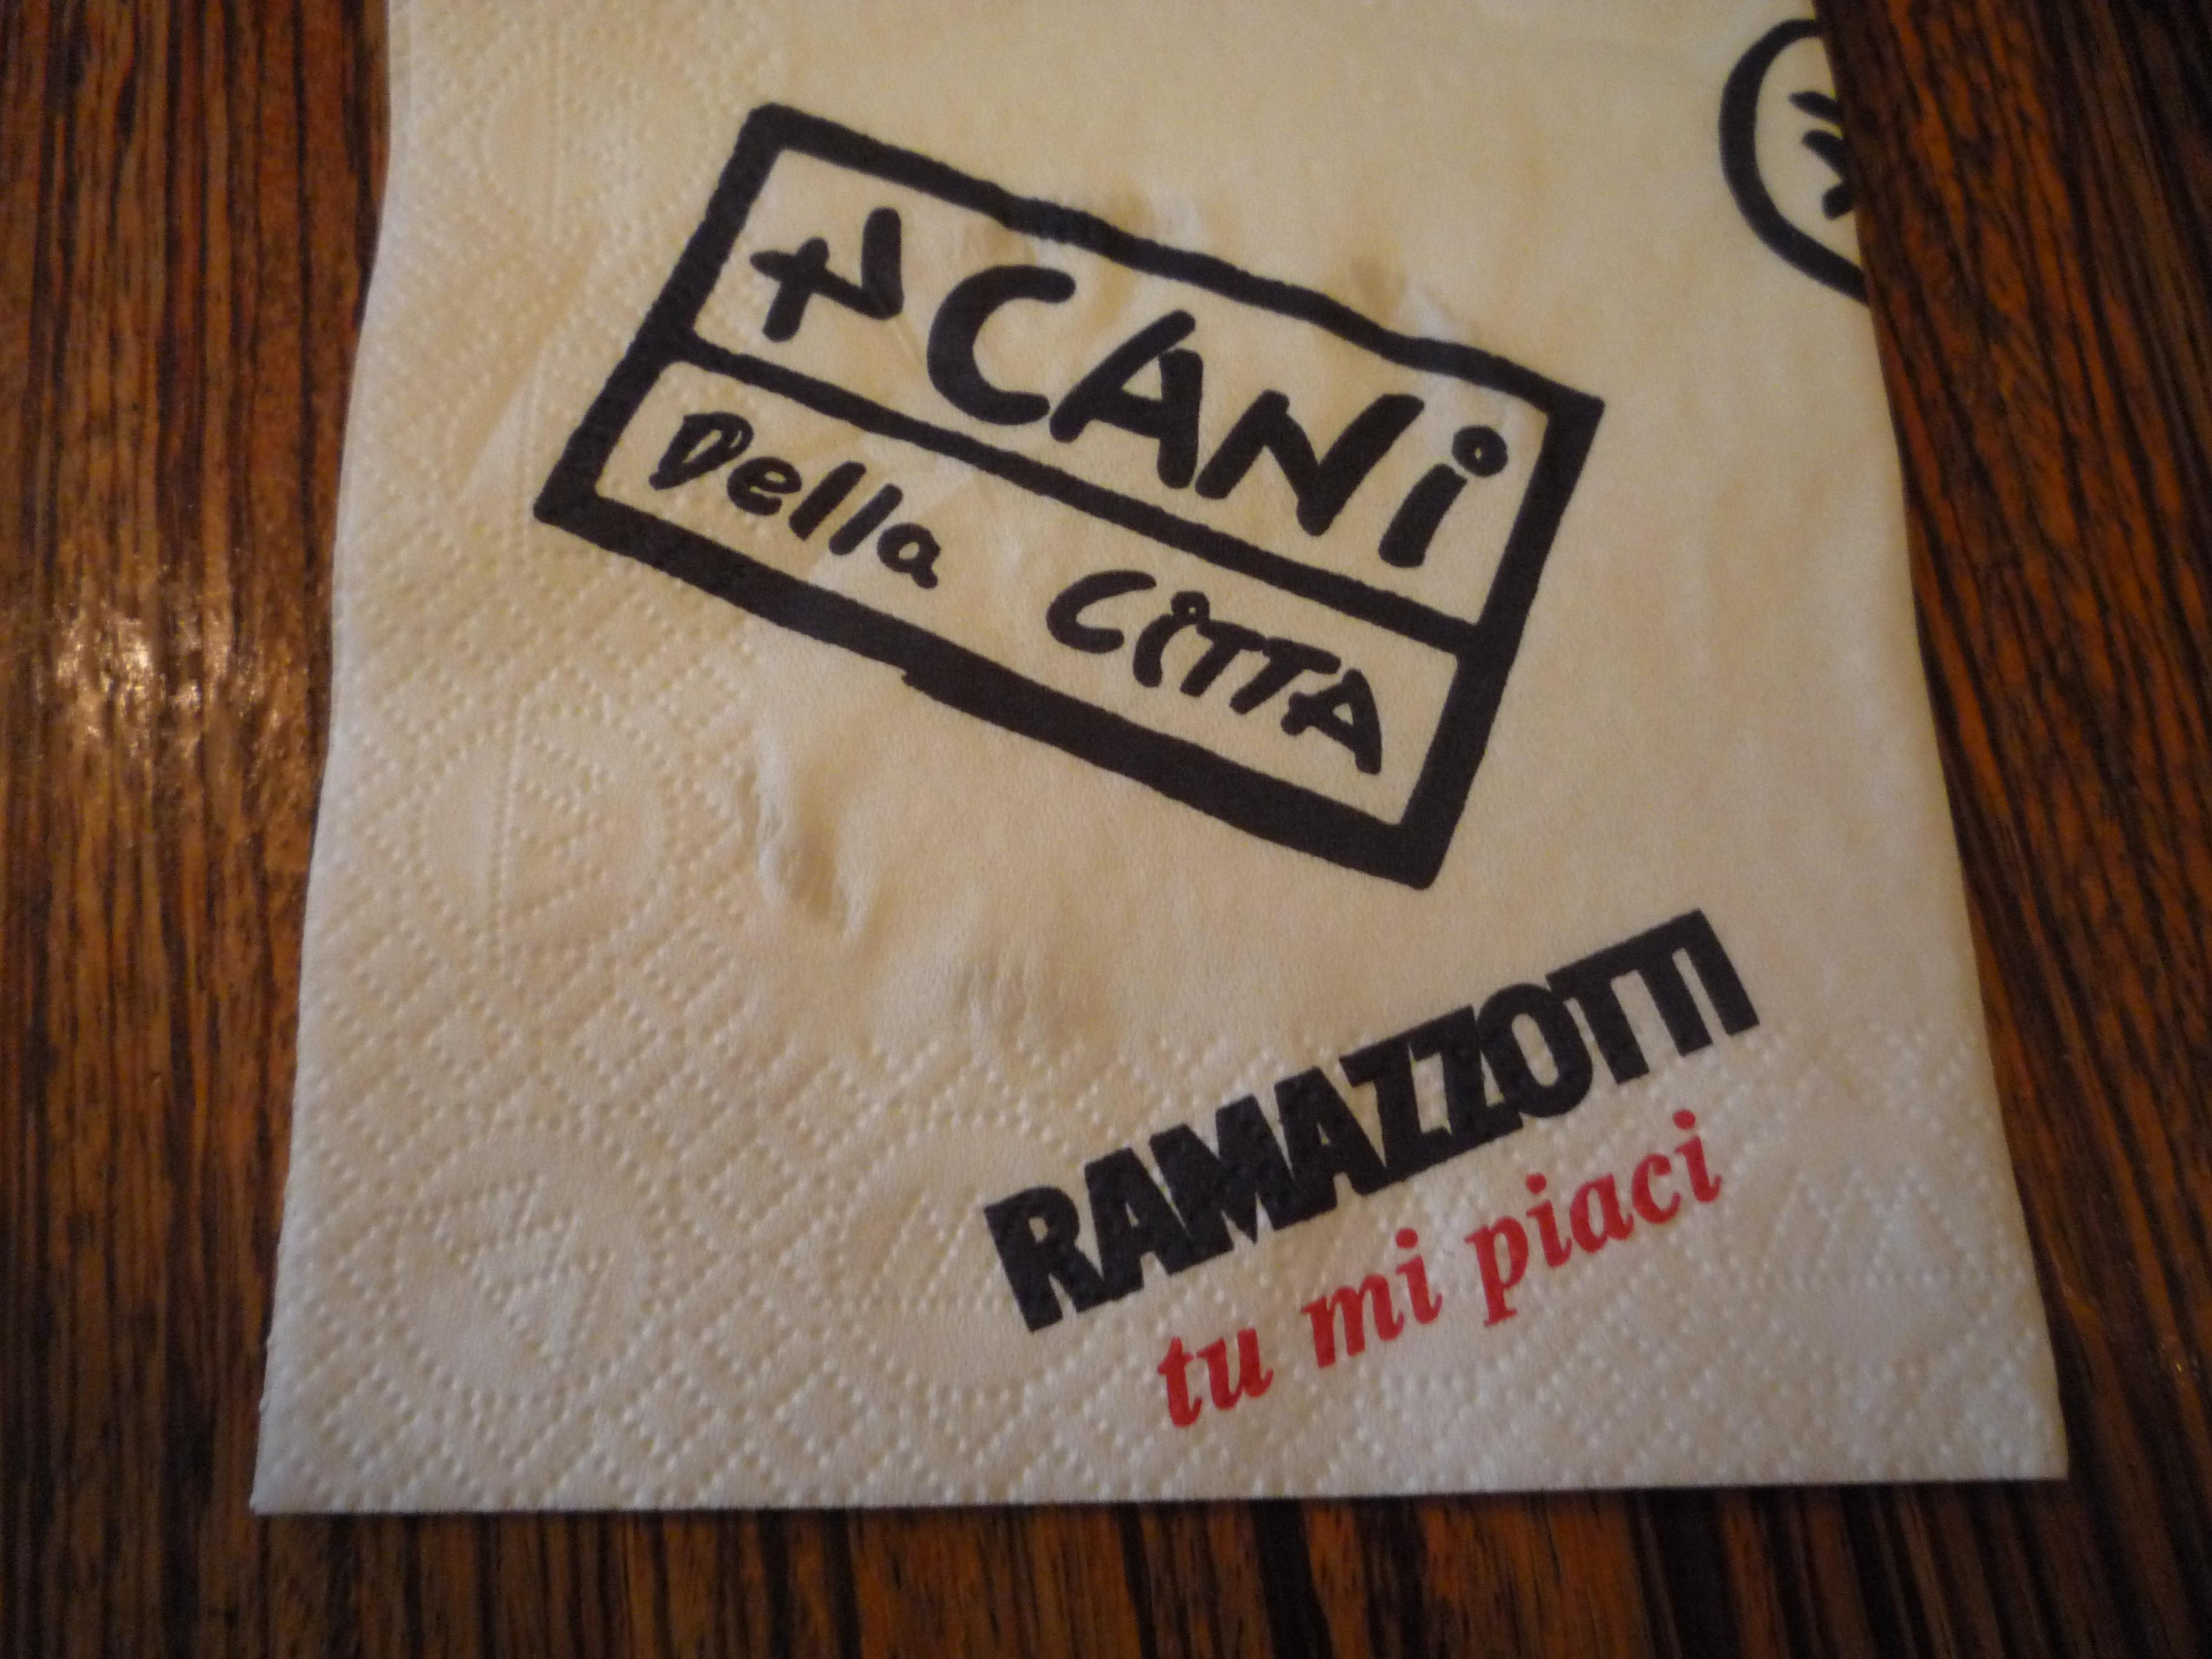 CANi
Della CiTTA
RAMAZZOTTI
tu mi piaci